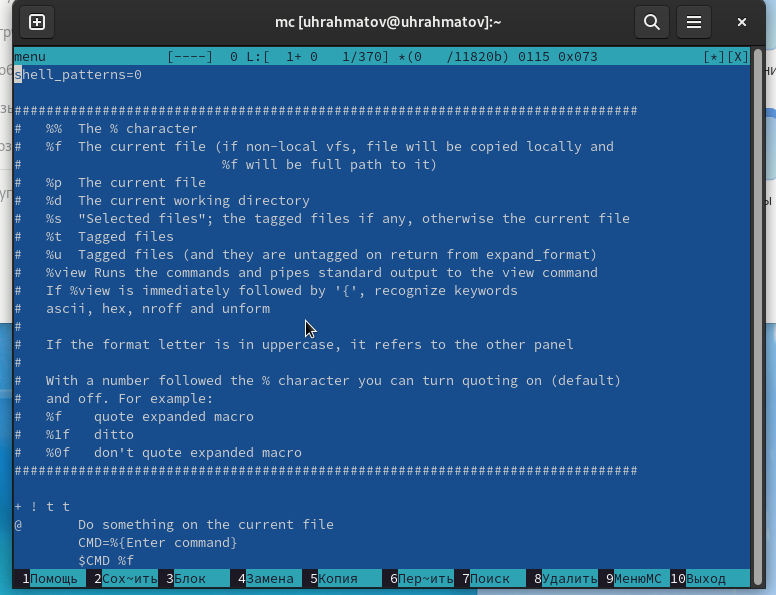 mc [uhrahmatov@uhrahmatov]:~
menu               [----]  0 L:[  1+ 0   1/370] *(0   /11820b) 0115 0x073             [*][X]
shell_patterns=0
##############################################################################
#   %%  The % character
#   %f  The current file (if non-local vfs, file will be copied locally and
#                         %f will be full path to it)
#   %p  The current file
#   %d  The current working directory
#   %s  "Selected files"; the tagged files if any, otherwise the current file
#   %t  Tagged files
#   %u  Tagged files (and they are untagged on return from expand_format)
#   %view Runs the commands and pipes standard output to the view command
#   If %view is immediately followed by '{', recognize keywords
#   ascii, hex, nroff and unform
#
#   If the format letter is in uppercase, it refers to the other panel
#
#   With a number followed the % character you can turn quoting on (default)
#   and off. For example:
#   %f    quote expanded macro
#   %1f   ditto
#   %0f   don't quote expanded macro
##############################################################################
+ ! t t
@       Do something on the current file
        CMD=%{Enter command}
        $CMD %f
1Помощь 2Сох~ить 3Блок 4Замена 5Копия 6Пер~ить 7Поиск 8Удалить 9МенюMC 10Выход